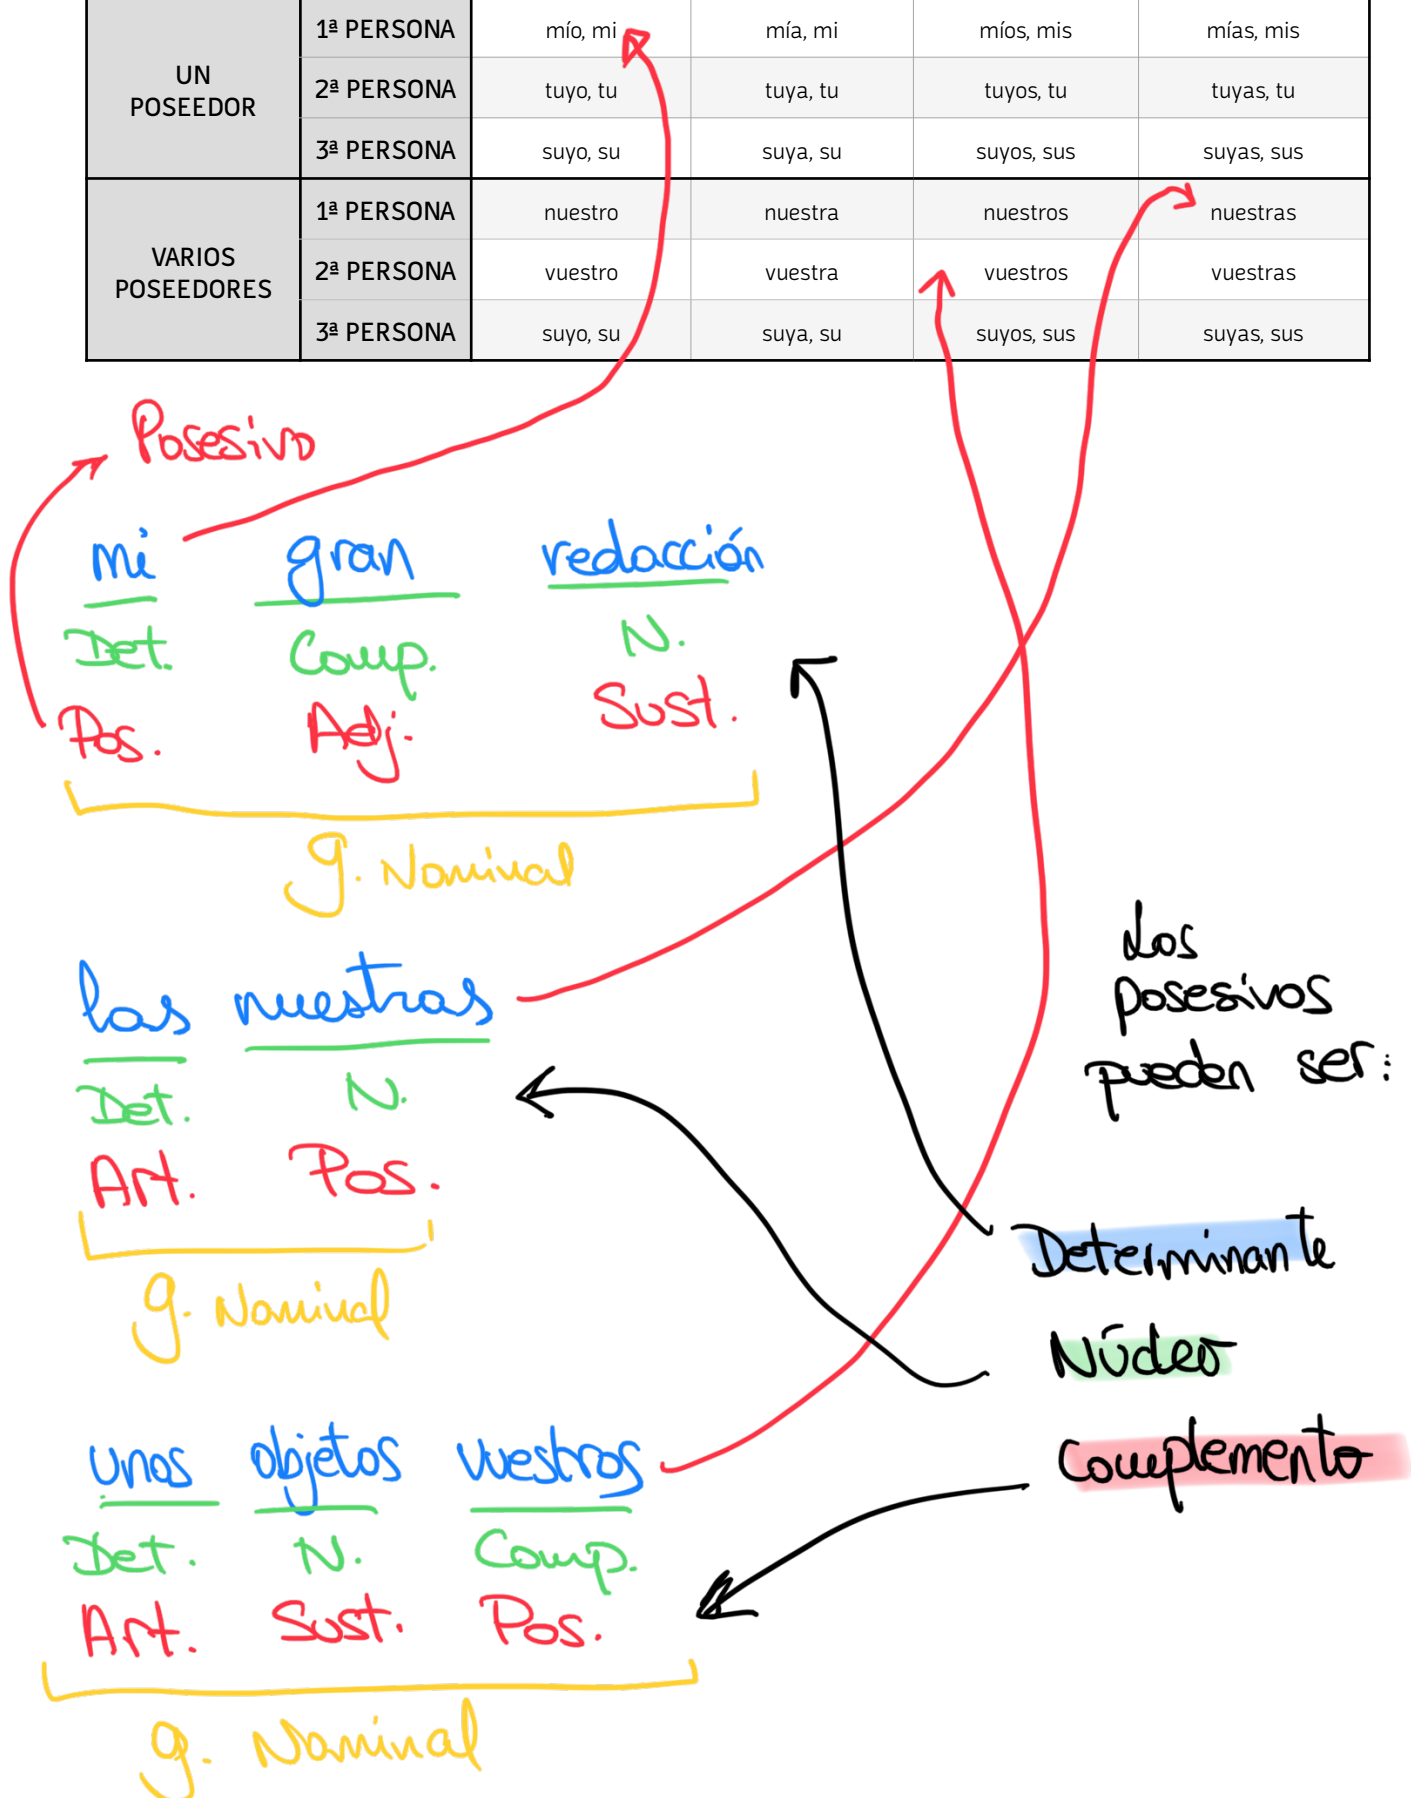 1ª PERSONA mío, mi mía, mi míos, mis mías, mis
UN POSEEDOR
2ª PERSONA tuyo, tu tuya, tu tuyos, tu tuyas, tu
3ª PERSONA suyo, su suya, su suyos, sus suyas, sus
1ª PERSONA nuestro nuestra nuestros nuestras
VARIOS POSEEDORES
2ª PERSONA vuestro vuestra vuestros vuestras
3ª PERSONA suyo, su suya, su suyos, sus suyas, sus
Posesivo
mi gran redacción
Det. Comp. N.
Pos. Adj. Sust.
g. Nominal
las nuestras
Det. N.
Art. Pos.
g. Nominal
unos objetos vuestros
Det. N. Comp.
Art. Sust. Pos.
g. Nominal
Los
posesivos
pueden ser:
Determinante
Núcleo
Complemento